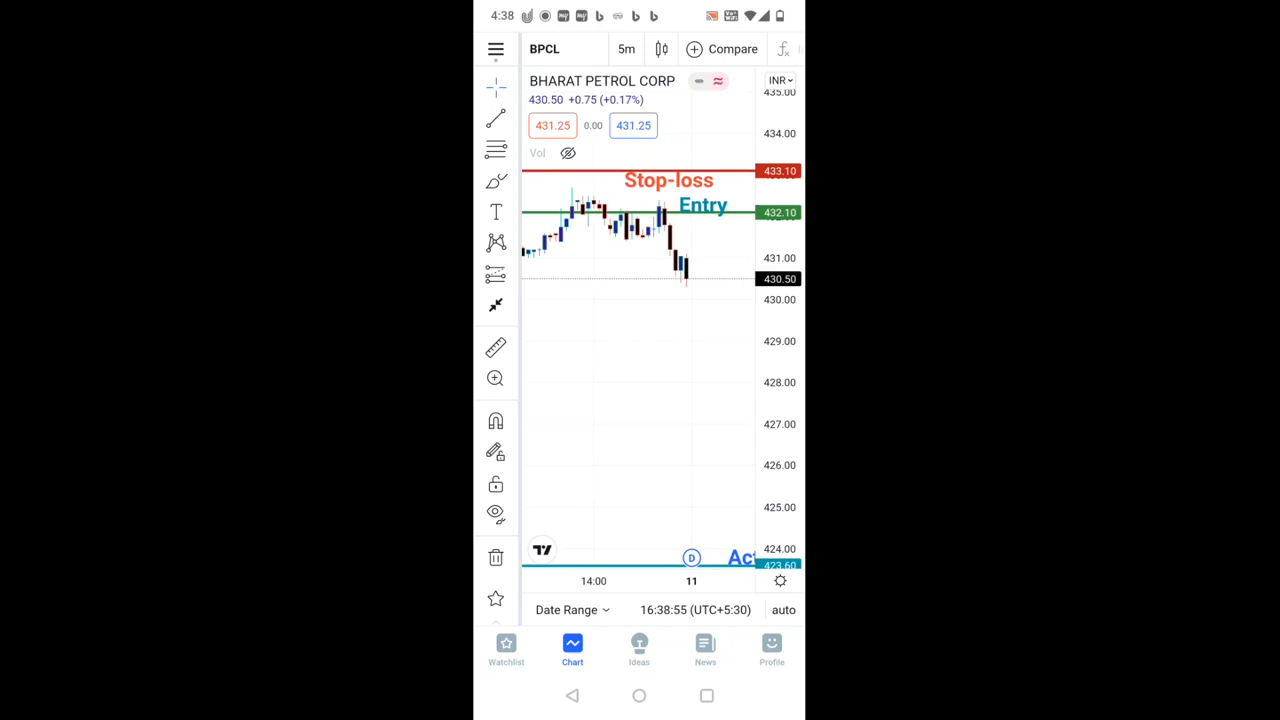 4:38
BPCL 5m Compare
BHARAT PETROL CORP INR
430.50 +0.75 (+0.17%) 435.00
431.25 0.00 431.25
434.00
Vol
433.10
Stop-loss
Entry
432.10
431.00
430.50
430.00
429.00
428.00
427.00
426.00
425.00
424.00
D
423.60
14:00 11
Date Range 16:38:55 (UTC+5:30) auto
Watchlist Chart Ideas News Profile